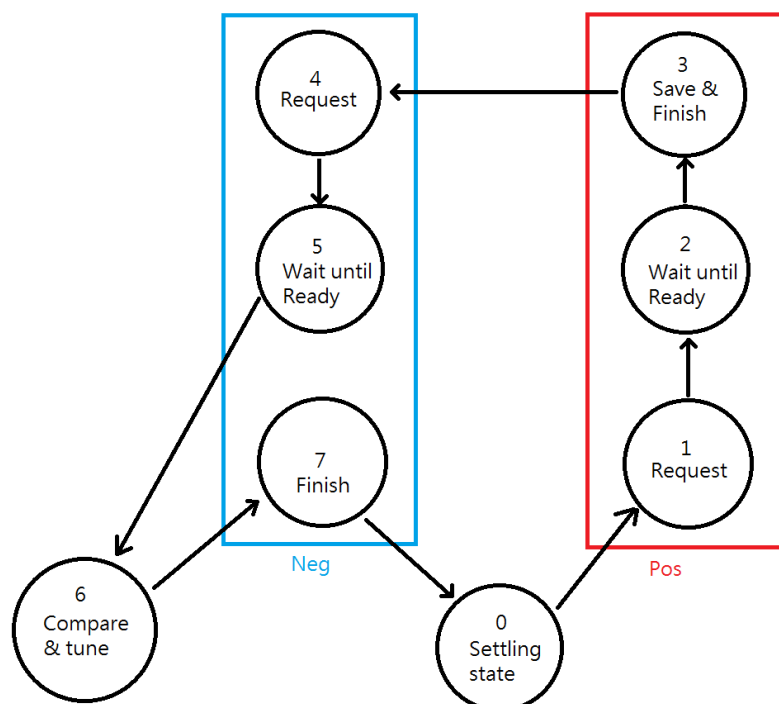 4
Request
3
Save &
Finish
5
Wait until
Ready
2
Wait until
Ready
7
Finish
1
Request
Neg
Pos
6
Compare
& tune
0
Settling
state